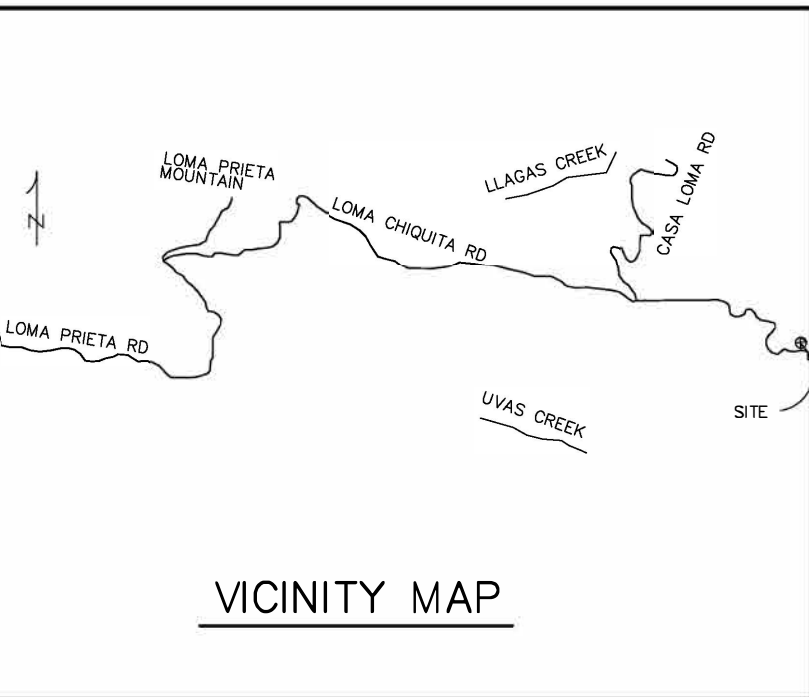 LOMA PRIETA
MOUNTAIN
LLAGAS CREEK
CASA LOMA RD
LOMA CHIQUITA RD
N
LOMA PRIETA RD
UVAS CREEK
SITE
VICINITY MAP